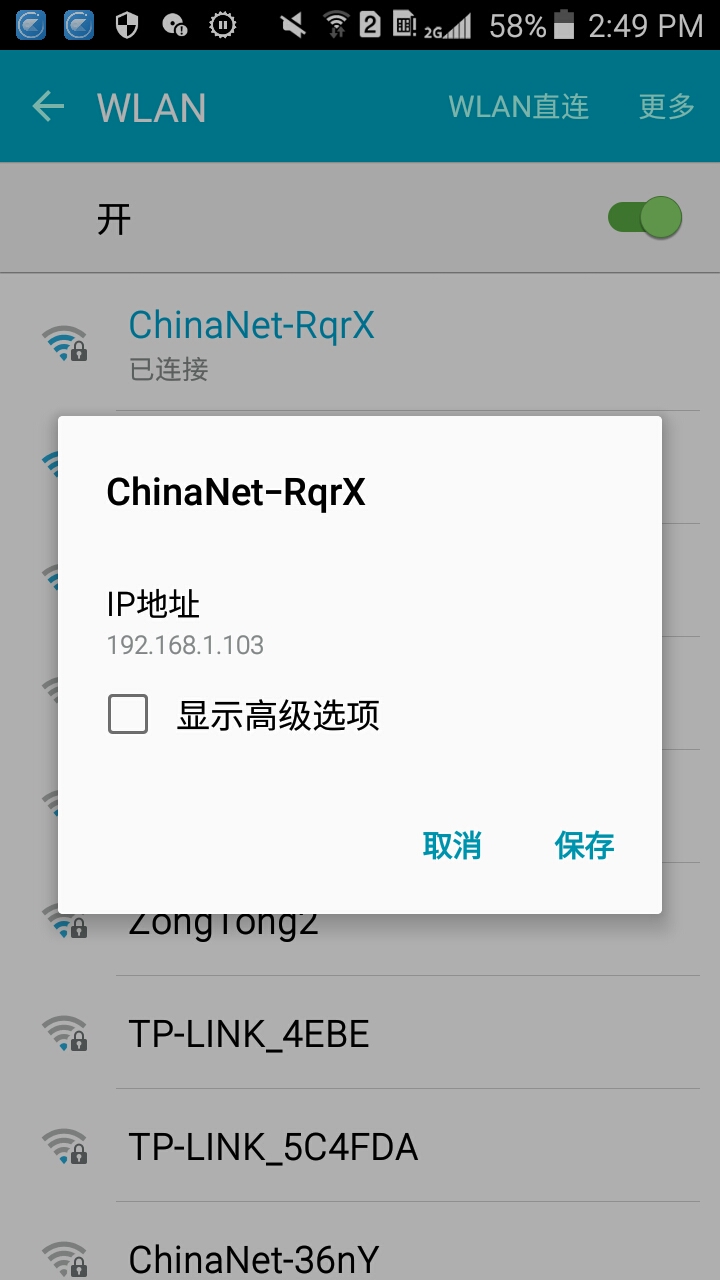 2
2G
58%
2:49 PM
WLAN
WLAN直连
更多
开
ChinaNet-RqrX
已连接
ChinaNet-RqrX
IP地址
192.168.1.103
显示高级选项
取消
保存
ZongTong2
TP-LINK_4EBE
TP-LINK_5C4FDA
ChinaNet-36nY